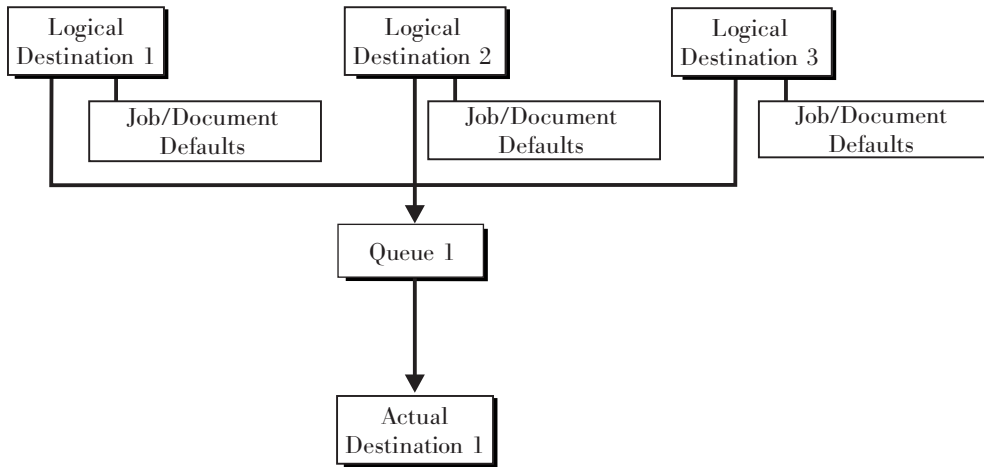 Logical
Destination 1
Logical
Destination 2
Logical
Destination 3
Job/Document
Defaults
Job/Document
Defaults
Job/Document
Defaults
Queue 1
Actual
Destination 1